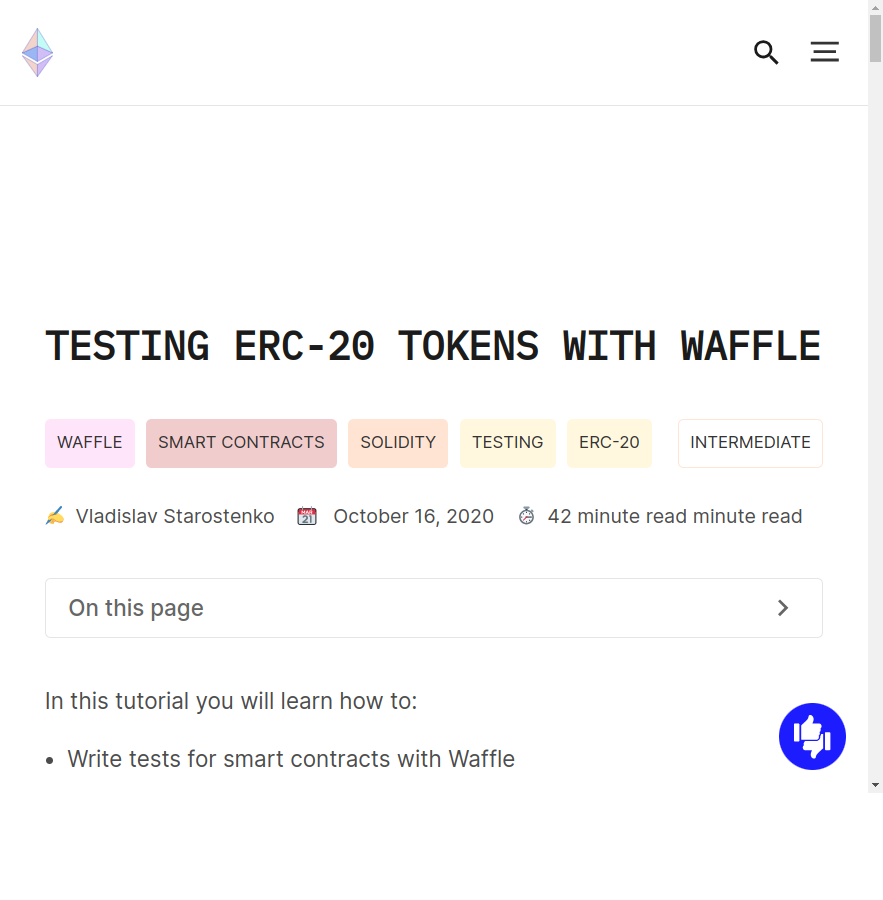 TESTING ERC-20 TOKENS WITH WAFFLE
WAFFLE SMART CONTRACTS SOLIDITY TESTING ERC-20 INTERMEDIATE
✍️ Vladislav Starostenko 📆 October 16, 2020 ⏱️ 42 minute read minute read
On this page
In this tutorial you will learn how to:
• Write tests for smart contracts with Waffle